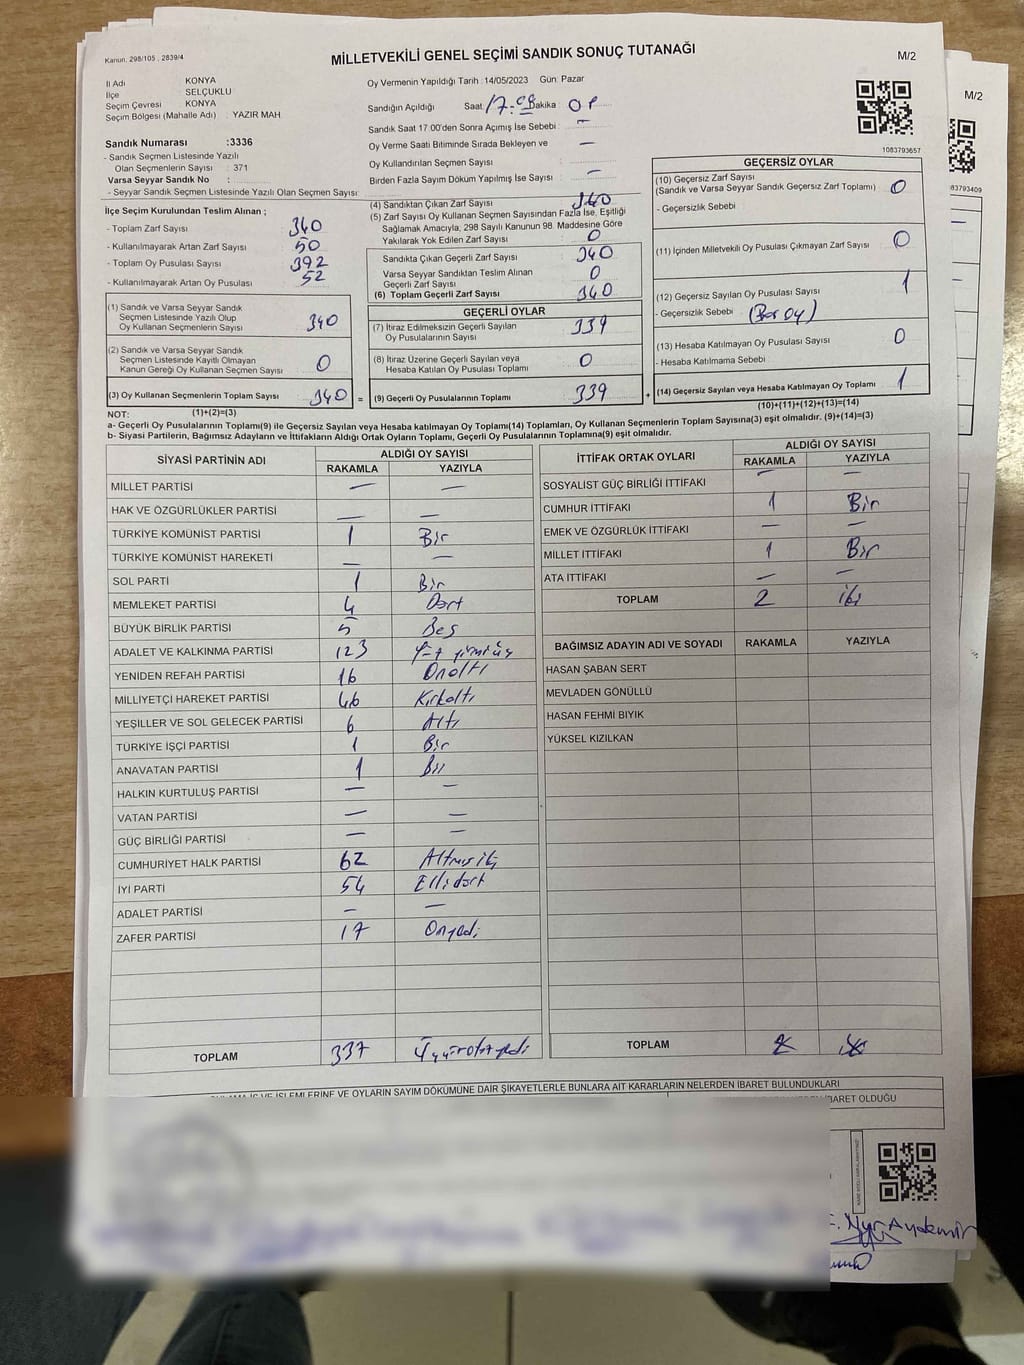 Kanun. 298/105 , 2839/4
MİLLETVEKİLİ GENEL SEÇİMİ SANDIK SONUÇ TUTANAĞI
M/2
İl Adı KONYA
İlçe SELÇUKLU
Seçim Çevresi KONYA
Seçim Bölgesi (Mahalle Adı) : YAZIR MAH
Oy Vermenin Yapıldığı Tarih :14/05/2023 Gün: Pazar
Sandığın Açıldığı Saat: 17 Dakika
Sandık Saat 17:00'den Sonra Açımış İse Sebebi : —
Oy Verme Saati Bitiminde Sırada Bekleyen ve —
Oy Kullandırılan Seçmen Sayısı :
Birden Fazla Sayım Döküm Yapılmış İse Sayısı : —
Sandık Numarası :3336
- Sandık Seçmen Listesinde Yazılı
Olan Seçmenlerin Sayısı : 371
Varsa Seyyar Sandık No :
- Seyyar Sandık Seçmen Listesinde Yazılı Olan Seçmen Sayısı:
1083793657
İlçe Seçim Kurulundan Teslim Alınan ;
- Toplam Zarf Sayısı 340
- Kullanılmayarak Artan Zarf Sayısı 50
- Toplam Oy Pusulası Sayısı 392
- Kullanılmayarak Artan Oy Pusulası 52
(4) Sandıktan Çıkan Zarf Sayısı 340
(5) Zarf Sayısı Oy Kullanan Seçmen Sayısından Fazla İse, Eşitliği
Sağlamak Amacıyla, 298 Sayılı Kanunun 98. Maddesine Göre
Yakılarak Yok Edilen Zarf Sayısı 0
Sandıkta Çıkan Geçerli Zarf Sayısı 340
Varsa Seyyar Sandıktan Teslim Alınan
Geçerli Zarf Sayısı 0
(6) Toplam Geçerli Zarf Sayısı 340
GEÇERSİZ OYLAR
(10) Geçersiz Zarf Sayısı
(Sandık ve Varsa Seyyar Sandık Geçersiz Zarf Toplamı) 0
- Geçersizlik Sebebi
(11) İçinden Milletvekili Oy Pusulası Çıkmayan Zarf Sayısı 0
(12) Geçersiz Sayılan Oy Pusulası Sayısı 1
- Geçersizlik Sebebi (Boş oy)
(13) Hesaba Katılmayan Oy Pusulası Sayısı 0
- Hesaba Katılmama Sebebi
(14) Geçersiz Sayılan veya Hesaba Katılmayan Oy Toplamı 1
(10)+(11)+(12)+(13)=(14)
(1) Sandık ve Varsa Seyyar Sandık
Seçmen Listesinde Yazılı Olup
Oy Kullanan Seçmenlerin Sayısı 340
(2) Sandık ve Varsa Seyyar Sandık
Seçmen Listesinde Kayıtlı Olmayan
Kanun Gereği Oy Kullanan Seçmen Sayısı 0
(3) Oy Kullanan Seçmenlerin Toplam Sayısı 340 =
(1)+(2)=(3)
GEÇERLİ OYLAR
(7) İtiraz Edilmeksizin Geçerli Sayılan
Oy Pusulalarının Sayısı 339
(8) İtiraz Üzerine Geçerli Sayılan veya
Hesaba Katılan Oy Pusulası Toplamı 0
(9) Geçerli Oy Pusulalarının Toplamı 339 +
NOT:
a- Geçerli Oy Pusulalarının Toplamı(9) ile Geçersiz Sayılan veya Hesaba katılmayan Oy Toplamı(14) Toplamları, Oy Kullanan Seçmenlerin Toplam Sayısına(3) eşit olmalıdır. (9)+(14)=(3)
b- Siyasi Partilerin, Bağımsız Adayların ve İttifakların Aldığı Ortak Oyların Toplamı, Geçerli Oy Pusulalarının Toplamına(9) eşit olmalıdır.
SİYASİ PARTİNİN ADI ALDIĞI OY SAYISI
RAKAMLA YAZIYLA
MİLLET PARTİSİ — —
HAK VE ÖZGÜRLÜKLER PARTİSİ — —
TÜRKİYE KOMÜNİST PARTİSİ 1 Bir
TÜRKİYE KOMÜNİST HAREKETİ — —
SOL PARTİ 1 Bir
MEMLEKET PARTİSİ 4 Dört
BÜYÜK BİRLİK PARTİSİ 5 Beş
ADALET VE KALKINMA PARTİSİ 123
YENİDEN REFAH PARTİSİ 16 Onaltı
MİLLİYETÇİ HAREKET PARTİSİ 46 Kırkaltı
YEŞİLLER VE SOL GELECEK PARTİSİ 6 Altı
TÜRKİYE İŞÇİ PARTİSİ 1 Bir
ANAVATAN PARTİSİ 1 Bir
HALKIN KURTULUŞ PARTİSİ — —
VATAN PARTİSİ — —
GÜÇ BİRLİĞİ PARTİSİ — —
CUMHURİYET HALK PARTİSİ 62 Altmışiki
İYİ PARTİ 54 Ellidört
ADALET PARTİSİ — —
ZAFER PARTİSİ 17 Onyedi
TOPLAM 337
İTTİFAK ORTAK OYLARI ALDIĞI OY SAYISI
RAKAMLA YAZIYLA
SOSYALİST GÜÇ BİRLİĞİ İTTİFAKI — —
CUMHUR İTTİFAKI 1 Bir
EMEK VE ÖZGÜRLÜK İTTİFAKI — —
MİLLET İTTİFAKI 1 Bir
ATA İTTİFAKI — —
TOPLAM 2 iki
BAĞIMSIZ ADAYIN ADI VE SOYADI RAKAMLA YAZIYLA
HASAN ŞABAN SERT
MEVLADEN GÖNÜLLÜ
HASAN FEHMİ BIYIK
YÜKSEL KIZILKAN
TOPLAM
İŞLEMLERİNE VE OYLARIN SAYIM DÖKÜMÜNE DAİR ŞİKAYETLERLE BUNLARA AİT KARARLARIN NELERDEN İBARET BULUNDUKLARI
İBARET OLDUĞU
Nur Aydemir
M/2
83793409